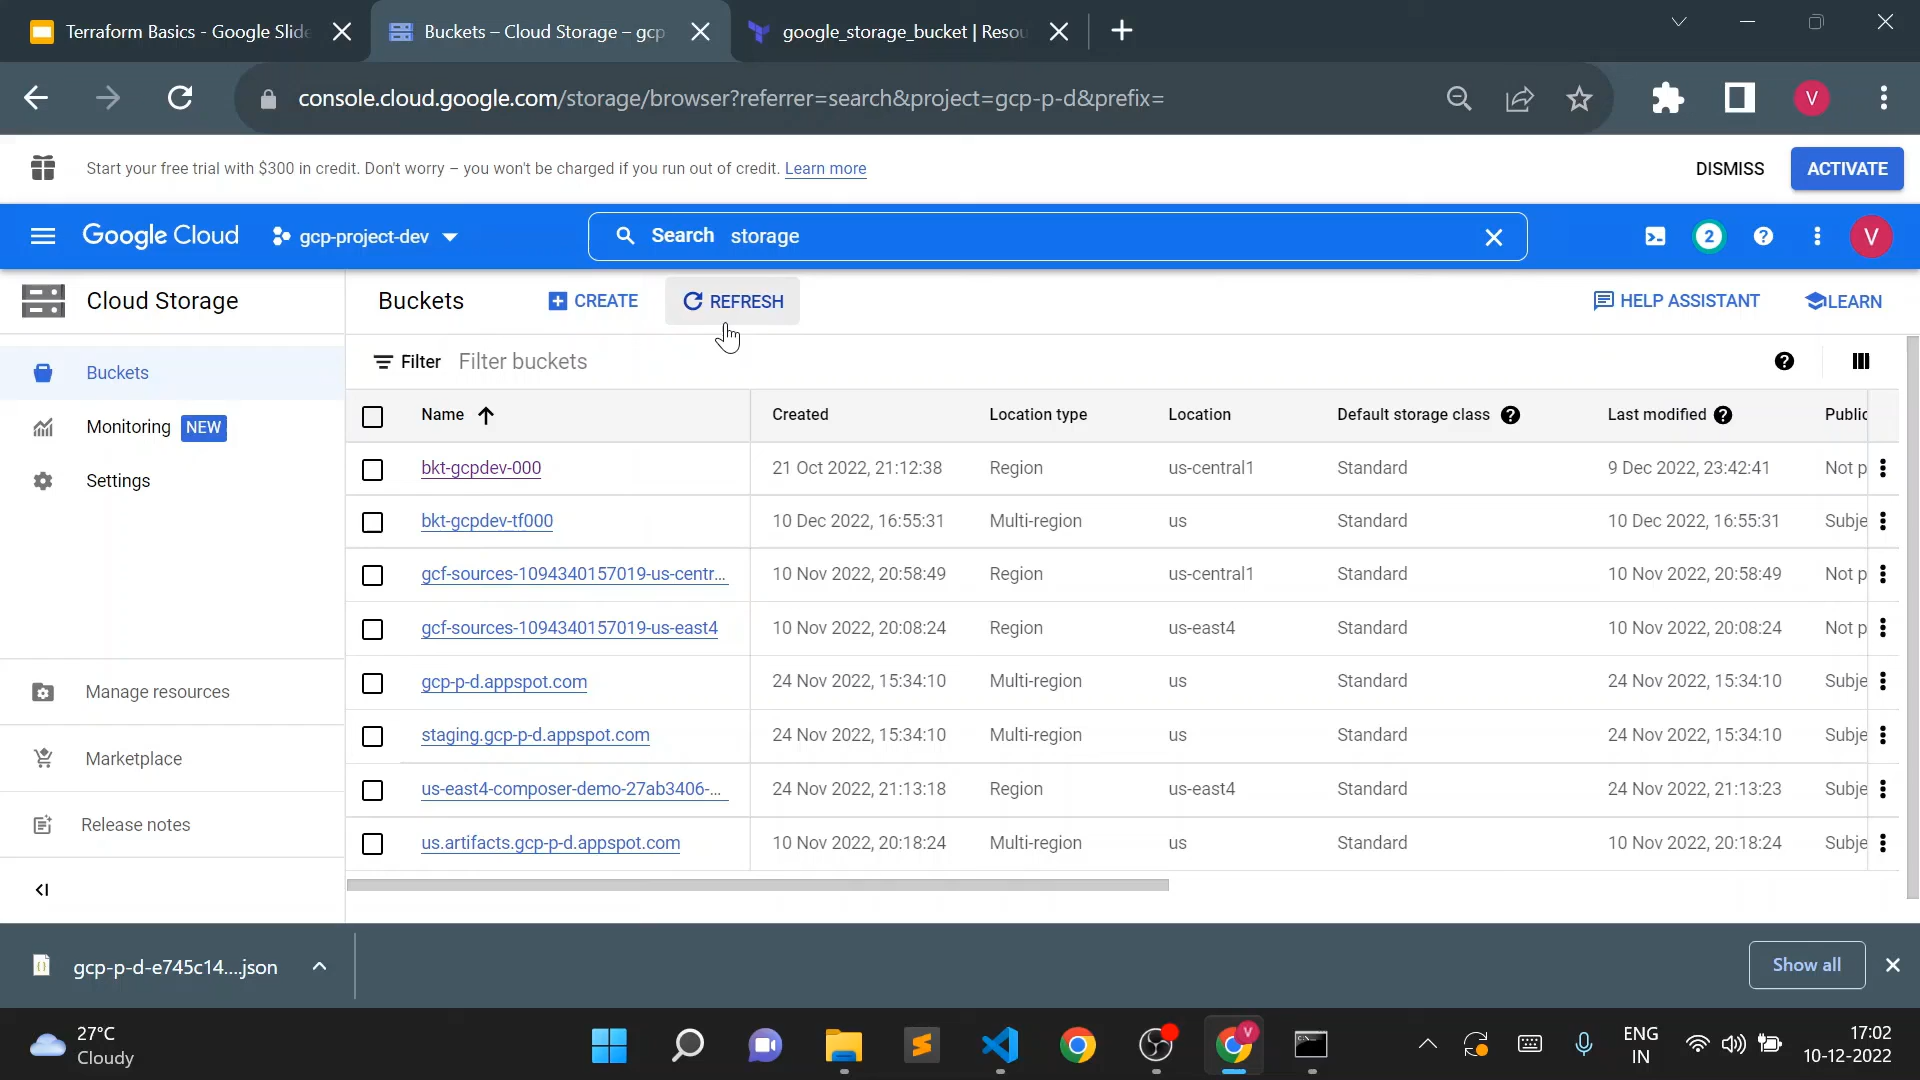 Terraform Basics - Google Slide
Buckets – Cloud Storage – gcp
google_storage_bucket | Resou
console.cloud.google.com/storage/browser?referrer=search&project=gcp-p-d&prefix=
V
Start your free trial with $300 in credit. Don't worry – you won't be charged if you run out of credit. Learn more
DISMISS
ACTIVATE
Google Cloud
gcp-project-dev
Search storage
2
V
Cloud Storage
Buckets
CREATE
REFRESH
HELP ASSISTANT
LEARN
Buckets
Monitoring NEW
Settings
Manage resources
Marketplace
Release notes
Filter Filter buckets
Name Created Location type Location Default storage class Last modified Public
bkt-gcpdev-000 21 Oct 2022, 21:12:38 Region us-central1 Standard 9 Dec 2022, 23:42:41 Not p
bkt-gcpdev-tf000 10 Dec 2022, 16:55:31 Multi-region us Standard 10 Dec 2022, 16:55:31 Subje
gcf-sources-1094340157019-us-centr... 10 Nov 2022, 20:58:49 Region us-central1 Standard 10 Nov 2022, 20:58:49 Not p
gcf-sources-1094340157019-us-east4 10 Nov 2022, 20:08:24 Region us-east4 Standard 10 Nov 2022, 20:08:24 Not p
gcp-p-d.appspot.com 24 Nov 2022, 15:34:10 Multi-region us Standard 24 Nov 2022, 15:34:10 Subje
staging.gcp-p-d.appspot.com 24 Nov 2022, 15:34:10 Multi-region us Standard 24 Nov 2022, 15:34:10 Subje
us-east4-composer-demo-27ab3406-... 24 Nov 2022, 21:13:18 Region us-east4 Standard 24 Nov 2022, 21:13:23 Subje
us.artifacts.gcp-p-d.appspot.com 10 Nov 2022, 20:18:24 Multi-region us Standard 10 Nov 2022, 20:18:24 Subje
gcp-p-d-e745c14....json
Show all
27°C
Cloudy
V
ENG
IN
17:02
10-12-2022